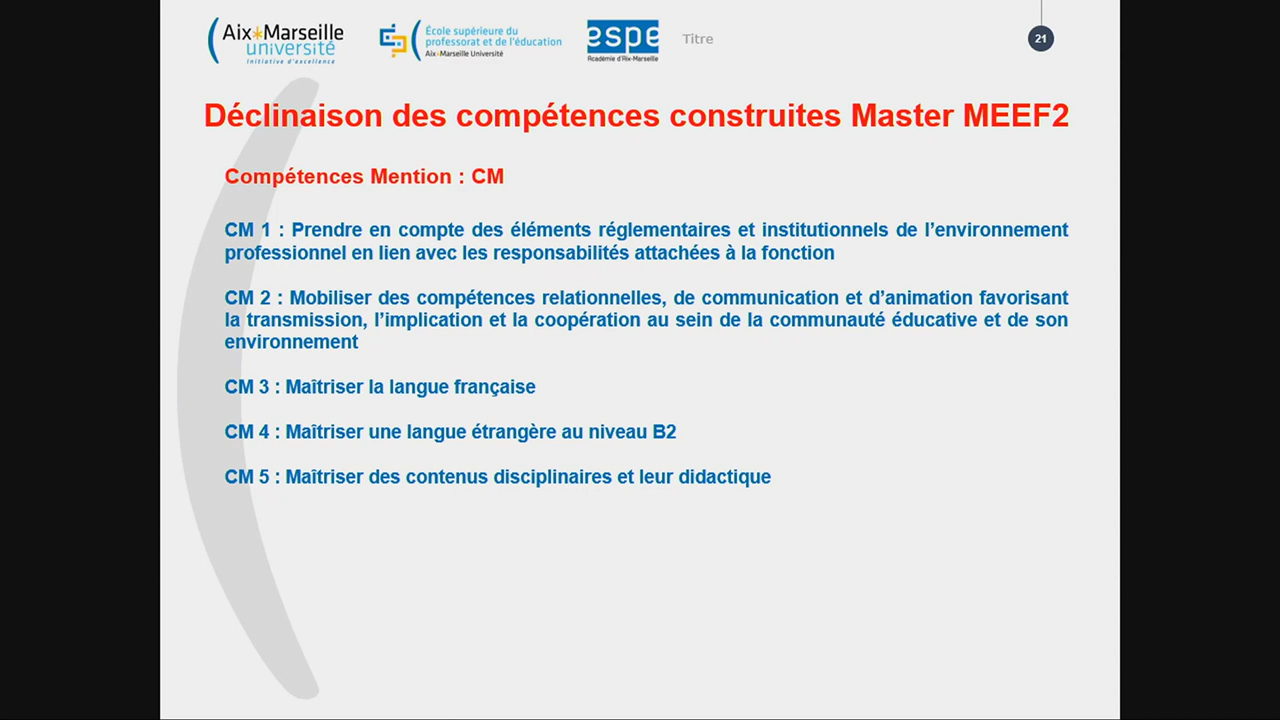 Aix*Marseille
université
Initiative d'excellence
École supérieure du
professorat et de l'éducation
Aix*Marseille Université
espe
Académie d'Aix-Marseille
Titre
21
Déclinaison des compétences construites Master MEEF2
Compétences Mention : CM
CM 1 : Prendre en compte des éléments réglementaires et institutionnels de l’environnement
professionnel en lien avec les responsabilités attachées à la fonction
CM 2 : Mobiliser des compétences relationnelles, de communication et d’animation favorisant
la transmission, l’implication et la coopération au sein de la communauté éducative et de son
environnement
CM 3 : Maîtriser la langue française
CM 4 : Maîtriser une langue étrangère au niveau B2
CM 5 : Maîtriser des contenus disciplinaires et leur didactique